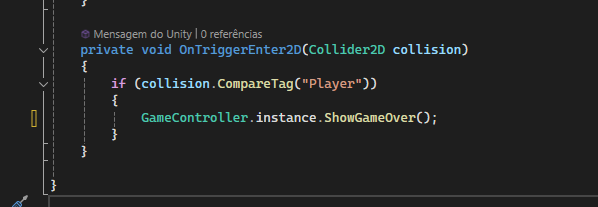 }
Mensagem do Unity | 0 referências
private void OnTriggerEnter2D(Collider2D collision)
{
if (collision.CompareTag("Player"))
{
GameController.instance.ShowGameOver();
}
}
}